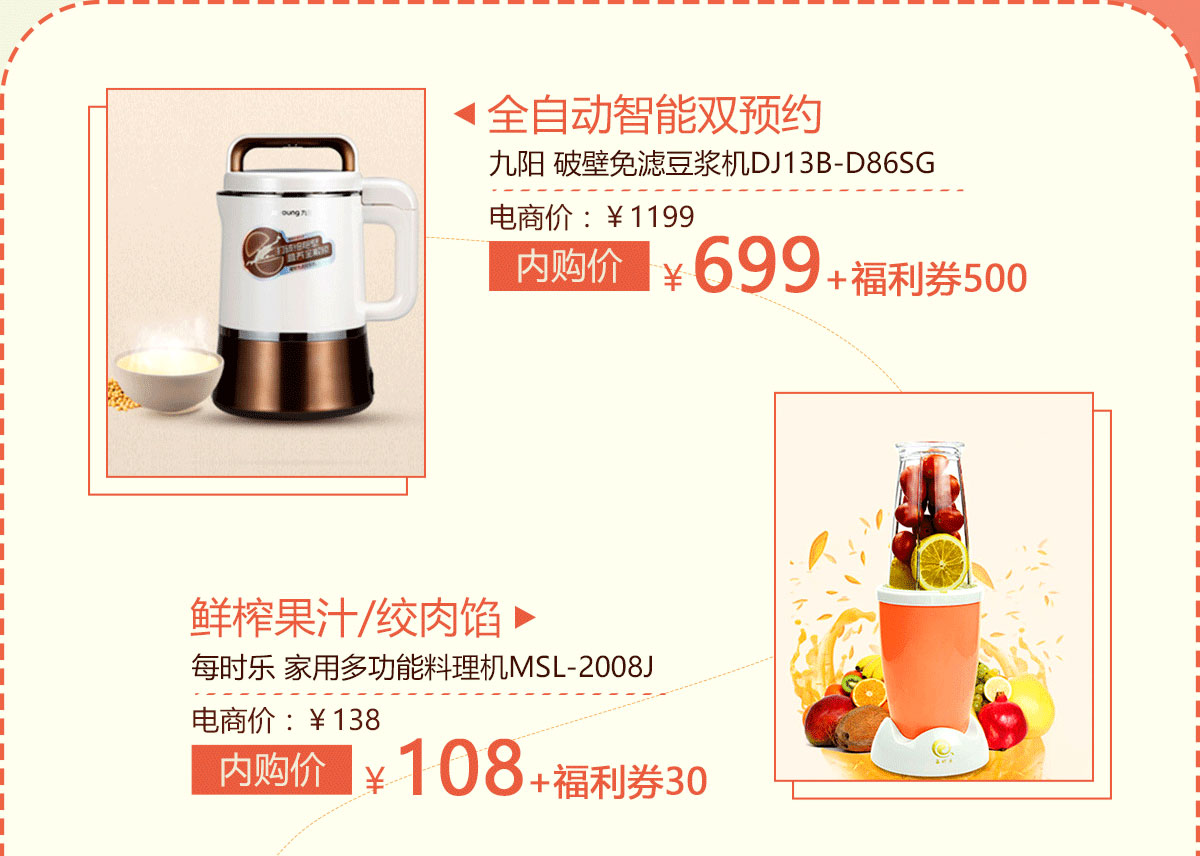 全自动智能双预约
九阳 破壁免滤豆浆机DJ13B-D86SG
电商价：￥1199
内购价 ￥699+福利券500
鲜榨果汁/绞肉馅
每时乐 家用多功能料理机MSL-2008J
电商价：￥138
内购价 ￥108+福利券30